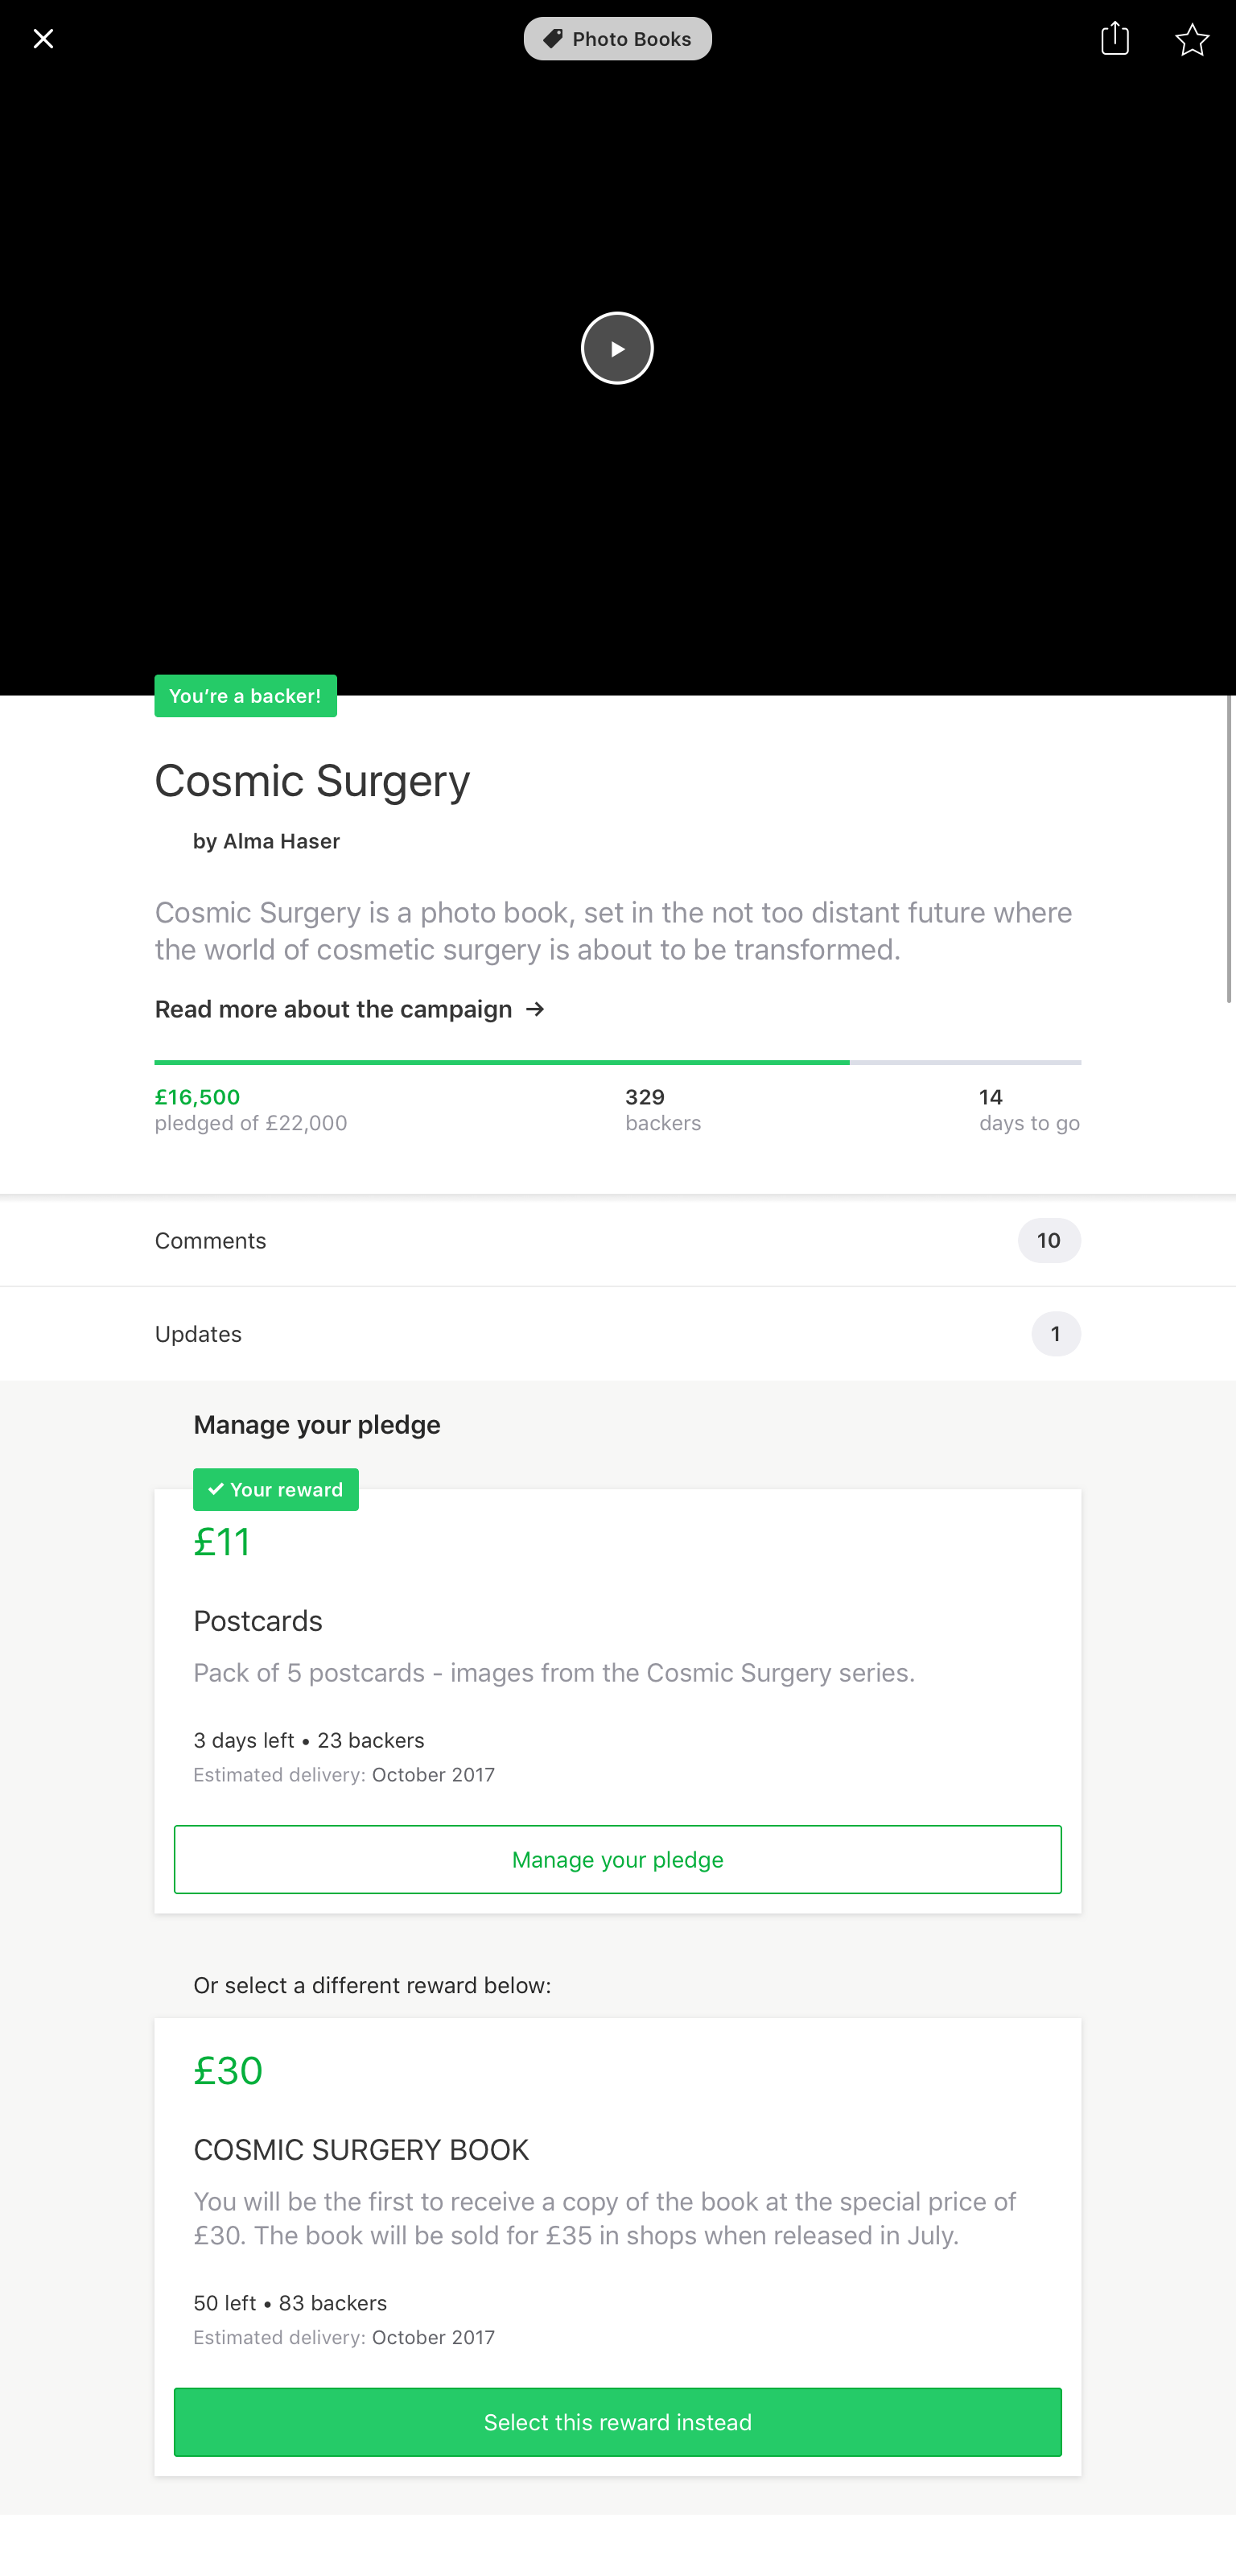 Photo Books
You’re a backer!
Cosmic Surgery
by Alma Haser
Cosmic Surgery is a photo book, set in the not too distant future where
the world of cosmetic surgery is about to be transformed.
Read more about the campaign →
£16,500
pledged of £22,000
329
backers
14
days to go
Comments
10
Updates
1
Manage your pledge
Your reward
£11
Postcards
Pack of 5 postcards - images from the Cosmic Surgery series.
3 days left • 23 backers
Estimated delivery: October 2017
Manage your pledge
Or select a different reward below:
£30
COSMIC SURGERY BOOK
You will be the first to receive a copy of the book at the special price of
£30. The book will be sold for £35 in shops when released in July.
50 left • 83 backers
Estimated delivery: October 2017
Select this reward instead